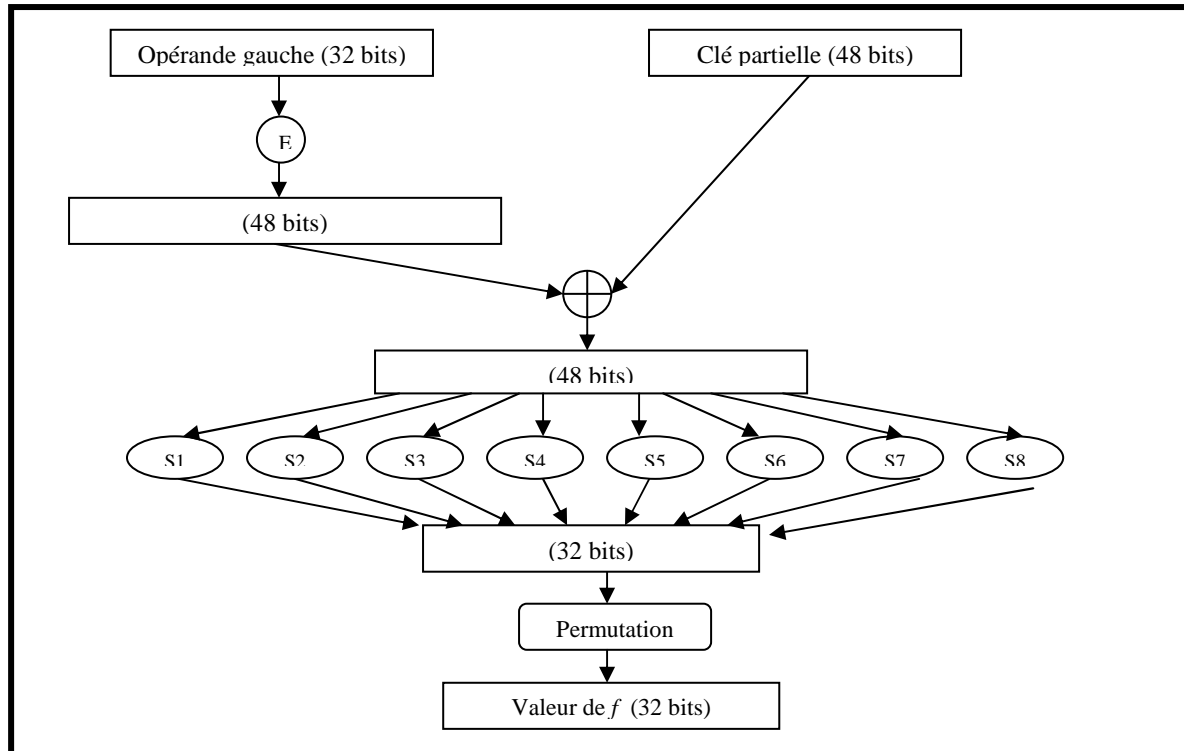 Opérande gauche (32 bits)
Clé partielle (48 bits)
E
(48 bits)
(48 bits)
S1 S2 S3 S4 S5 S6 S7 S8
(32 bits)
Permutation
Valeur de f (32 bits)